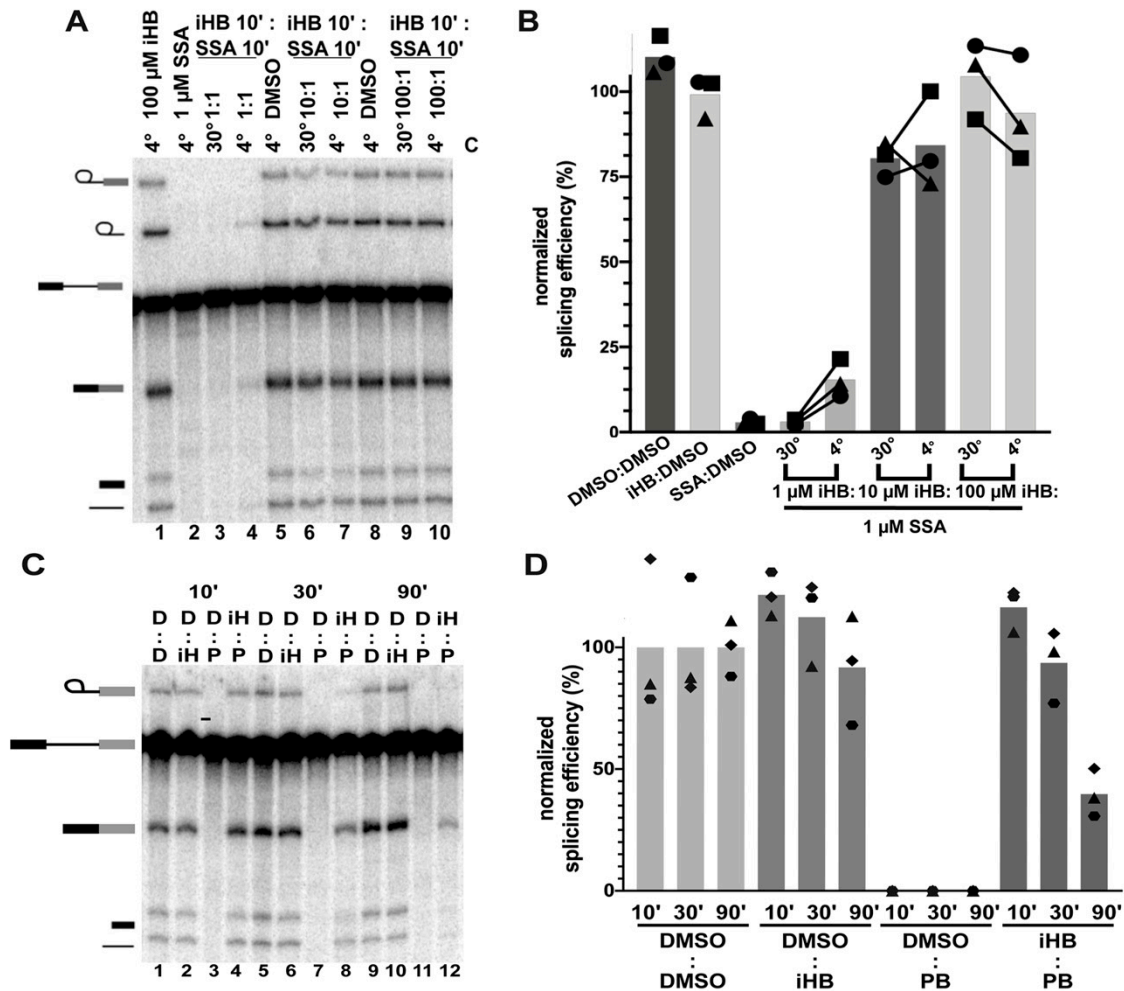 A
iHB 10' : iHB 10' : iHB 10' :
SSA 10' SSA 10' SSA 10'
4° 100 µM iHB
4° 1 µM SSA
30° 1:1
4° 1:1
4° DMSO
30° 10:1
4° 10:1
4° DMSO
30° 100:1
4° 100:1
C
1 2 3 4 5 6 7 8 9 10
B
normalized
splicing efficiency (%)
100
75
50
25
0
DMSO:DMSO
iHB:DMSO
SSA:DMSO
30° 4° 30° 4° 30° 4°
1 µM iHB: 10 µM iHB: 100 µM iHB:
1 µM SSA
C
10' 30' 90'
D D D iH D D D iH D D D iH
: : : : : : : : : : : :
D iH P P D iH P P D iH P P
1 2 3 4 5 6 7 8 9 10 11 12
D
normalized
splicing efficiency (%)
100
50
0
10' 30' 90' 10' 30' 90' 10' 30' 90' 10' 30' 90'
DMSO DMSO DMSO iHB
: : : :
DMSO iHB PB PB